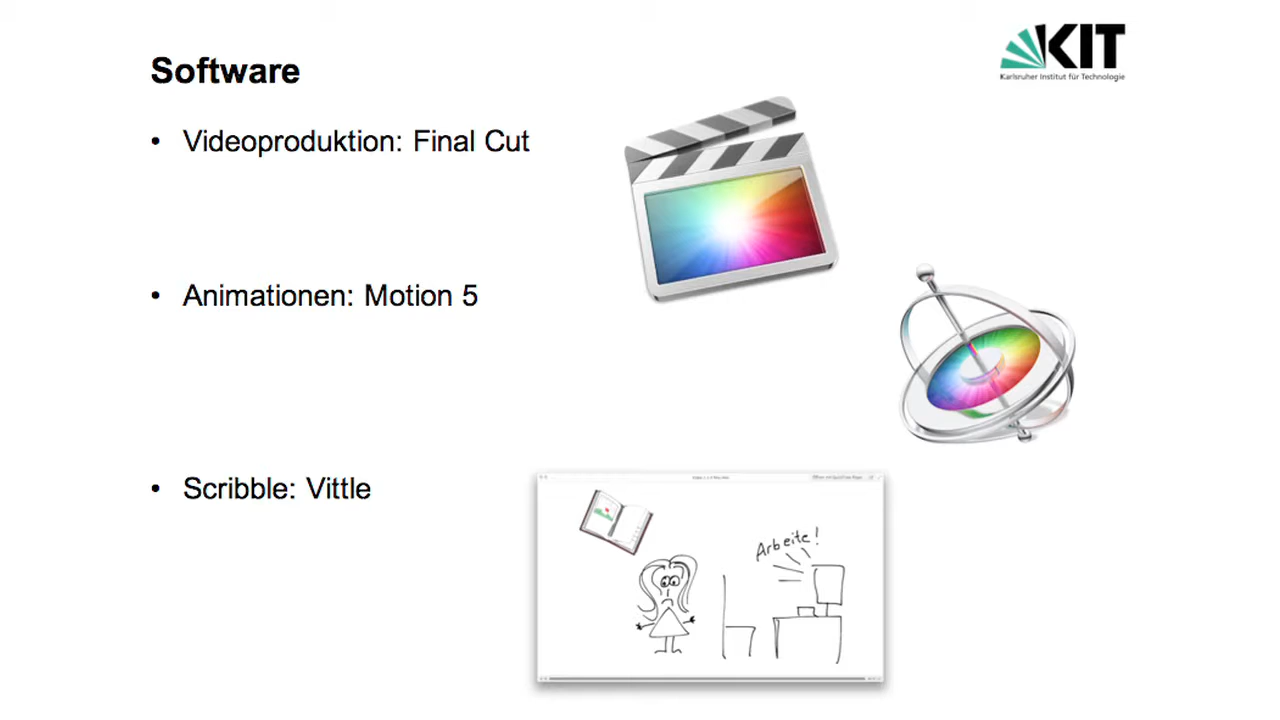 KIT
Karlsruher Institut für Technologie
Software
• Videoproduktion: Final Cut
• Animationen: Motion 5
• Scribble: Vittle
Arbeite!